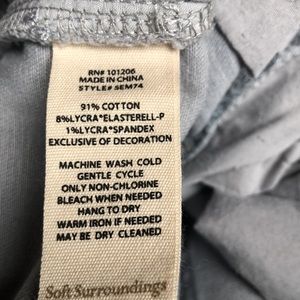 RN# 101206
MADE IN CHINA
STYLE# 5EM74
91% COTTON
8%LYCRA*ELASTERELL-P
1%LYCRA*SPANDEX
EXCLUSIVE OF DECORATION
MACHINE WASH COLD
GENTLE CYCLE
ONLY NON-CHLORINE
BLEACH WHEN NEEDED
HANG TO DRY
WARM IRON IF NEEDED
MAY BE DRY CLEANED
Soft Surroundings